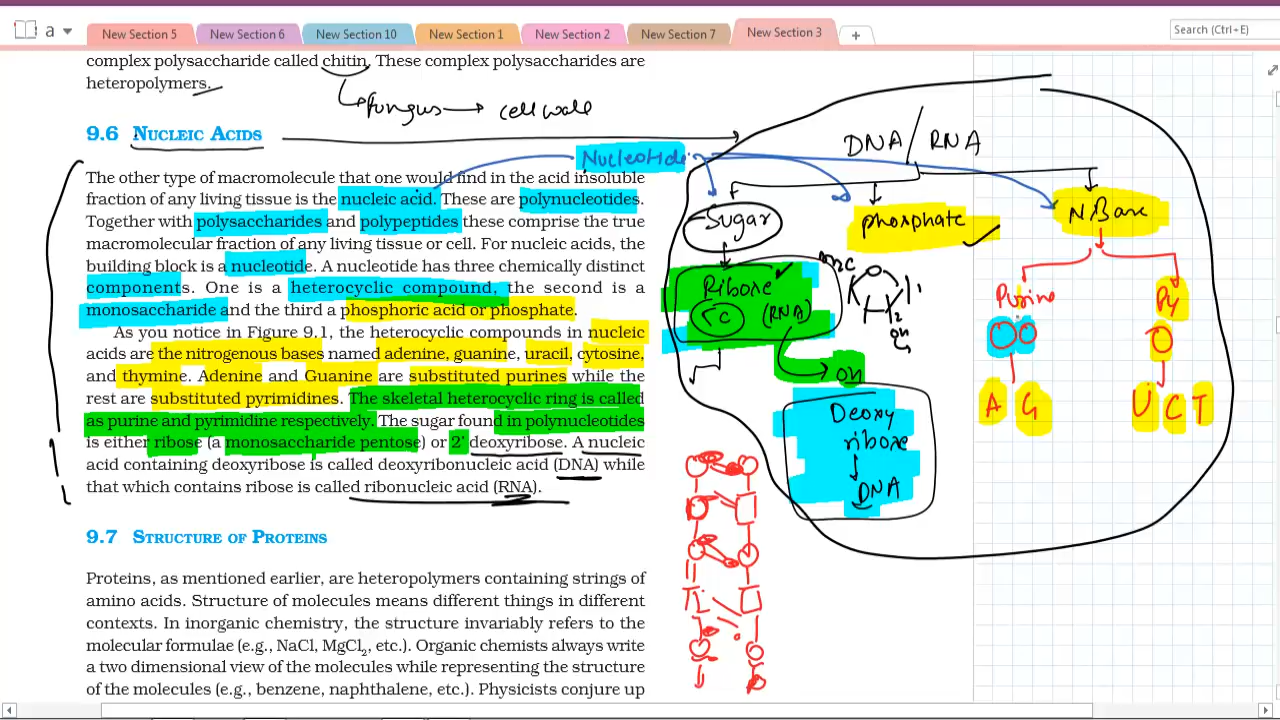 a
New Section 5
New Section 6
New Section 10
New Section 1
New Section 2
New Section 7
New Section 3
Search (Ctrl+E)
complex polysaccharide called chitin. These complex polysaccharides are
heteropolymers.
fungus → cell wall
9.6 NUCLEIC ACIDS
The other type of macromolecule that one would find in the acid insoluble
fraction of any living tissue is the nucleic acid. These are polynucleotides.
Together with polysaccharides and polypeptides these comprise the true
macromolecular fraction of any living tissue or cell. For nucleic acids, the
building block is a nucleotide. A nucleotide has three chemically distinct
components. One is a heterocyclic compound, the second is a
monosaccharide and the third a phosphoric acid or phosphate.
As you notice in Figure 9.1, the heterocyclic compounds in nucleic
acids are the nitrogenous bases named adenine, guanine, uracil, cytosine,
and thymine. Adenine and Guanine are substituted purines while the
rest are substituted pyrimidines. The skeletal heterocyclic ring is called
as purine and pyrimidine respectively. The sugar found in polynucleotides
is either ribose (a monosaccharide pentose) or 2' deoxyribose. A nucleic
acid containing deoxyribose is called deoxyribonucleic acid (DNA) while
that which contains ribose is called ribonucleic acid (RNA).
9.7 STRUCTURE OF PROTEINS
Proteins, as mentioned earlier, are heteropolymers containing strings of
amino acids. Structure of molecules means different things in different
contexts. In inorganic chemistry, the structure invariably refers to the
molecular formulae (e.g., NaCl, MgCl2, etc.). Organic chemists always write
a two dimensional view of the molecules while representing the structure
of the molecules (e.g., benzene, naphthalene, etc.). Physicists conjure up
Nucleotide
DNA / RNA
Sugar
phosphate
N Base
Ribose
5C
(RNA)
1
2
OH
OH
Deoxy
ribose
DNA
Purine
Py
A G
U C T